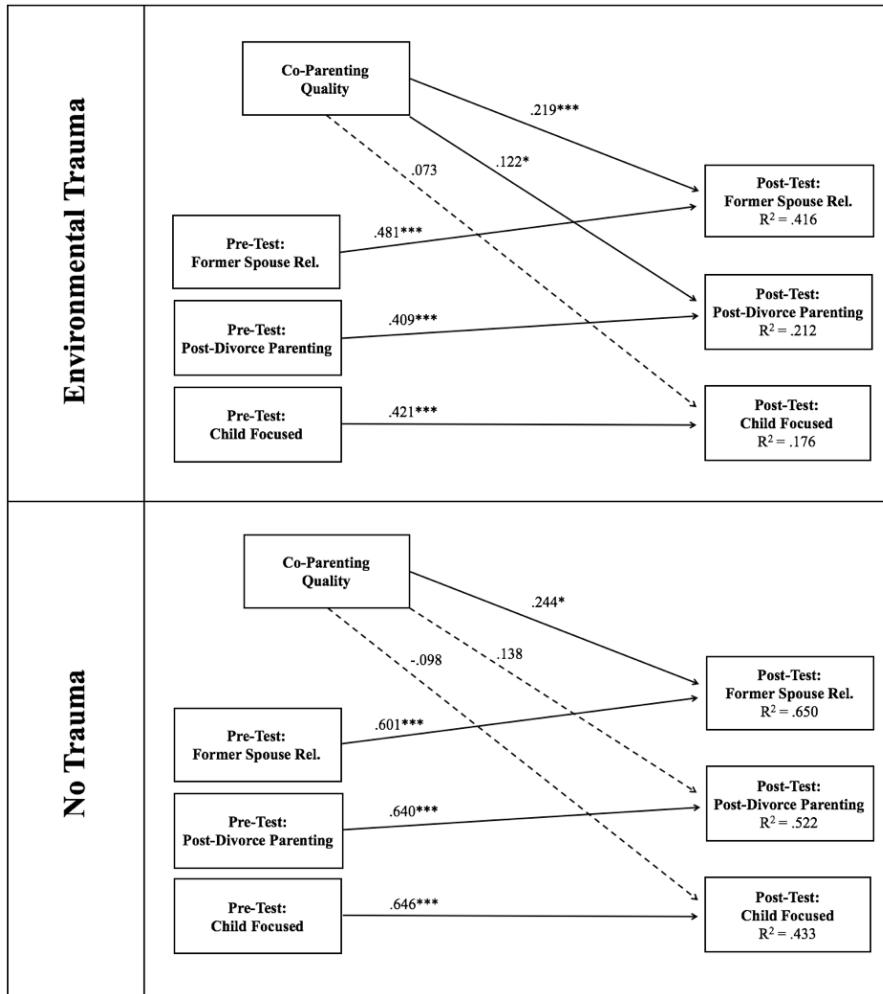 Environmental Trauma
Co-Parenting
Quality
.219***
.122*
.073
Post-Test:
Former Spouse Rel.
R² = .416
Pre-Test:
Former Spouse Rel.
.481***
Post-Test:
Post-Divorce Parenting
R² = .212
Pre-Test:
Post-Divorce Parenting
.409***
Post-Test:
Child Focused
R² = .176
Pre-Test:
Child Focused
.421***
No Trauma
Co-Parenting
Quality
.244*
.138
-.098
Post-Test:
Former Spouse Rel.
R² = .650
Pre-Test:
Former Spouse Rel.
.601***
Post-Test:
Post-Divorce Parenting
R² = .522
Pre-Test:
Post-Divorce Parenting
.640***
Post-Test:
Child Focused
R² = .433
Pre-Test:
Child Focused
.646***